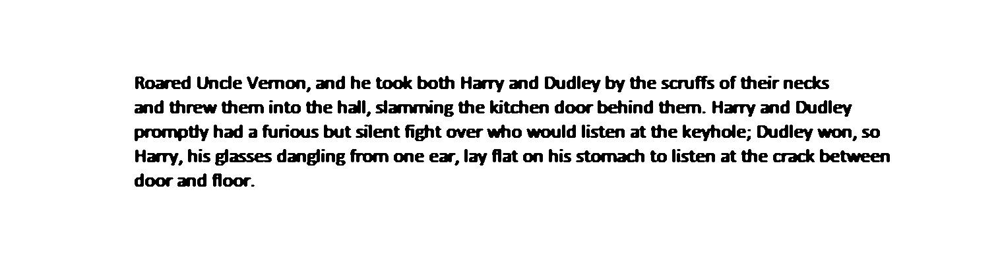 Roared Uncle Vernon, and he took both Harry and Dudley by the scruffs of their necks
and threw them into the hall, slamming the kitchen door behind them. Harry and Dudley
promptly had a furious but silent fight over who would listen at the keyhole; Dudley won, so
Harry, his glasses dangling from one ear, lay flat on his stomach to listen at the crack between
door and floor.